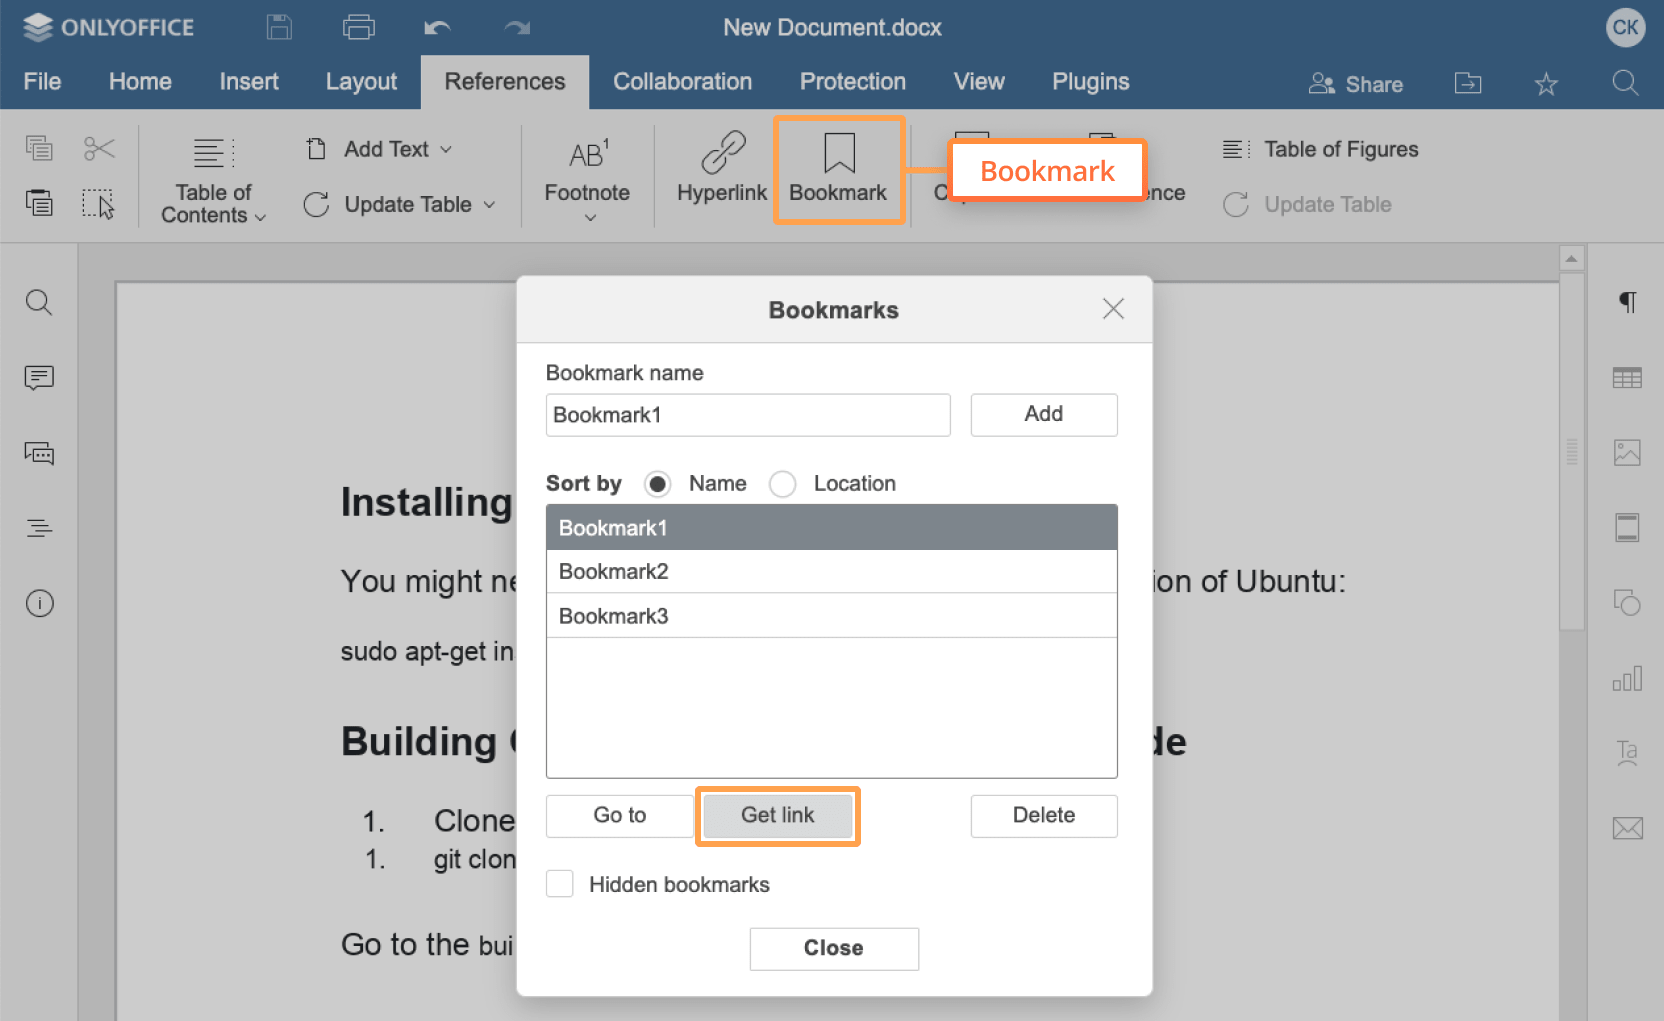 ONLYOFFICE
New Document.docx
CK
File Home Insert Layout References Collaboration Protection View Plugins Share
Table of Contents
Add Text
Update Table
AB1
Footnote
Hyperlink
Bookmark
Bookmark
Table of Figures
Update Table
Bookmarks
Bookmark name
Bookmark1
Add
Sort by Name Location
Bookmark1
Bookmark2
Bookmark3
Go to
Get link
Delete
Hidden bookmarks
Close
Installing
You might ne
ion of Ubuntu:
sudo apt-get in
Building
de
1. Clone
1. git clon
Go to the bui
Ta